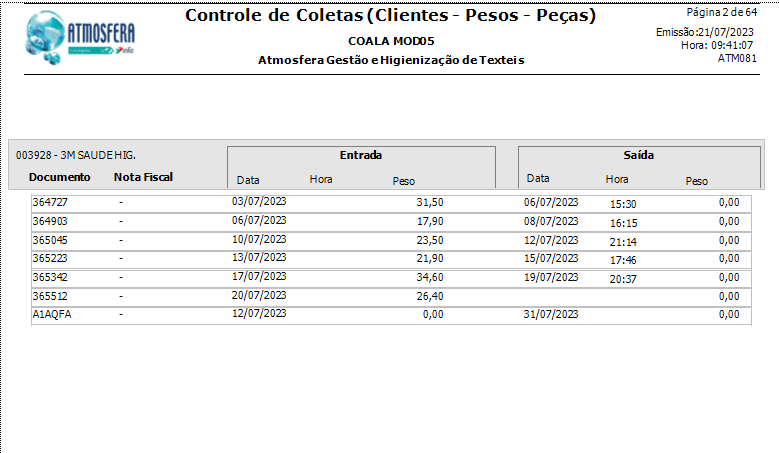 Controle de Coletas (Clientes - Pesos - Peças)
Página 2 de 64
ATMOSFERA
elis
COALA MOD05
Emissão:21/07/2023
Hora: 09:41:07
Atmosfera Gestão e Higienização de Texteis
ATM081
003928 - 3M SAUDE HIG.
Entrada
Saída
Documento Nota Fiscal Data Hora Peso Data Hora Peso
364727 - 03/07/2023 31,50 06/07/2023 15:30 0,00
364903 - 06/07/2023 17,90 08/07/2023 16:15 0,00
365045 - 10/07/2023 23,50 12/07/2023 21:14 0,00
365223 - 13/07/2023 21,90 15/07/2023 17:46 0,00
365342 - 17/07/2023 34,60 19/07/2023 20:37 0,00
365512 - 20/07/2023 26,40 0,00
A1AQFA - 12/07/2023 0,00 31/07/2023 0,00